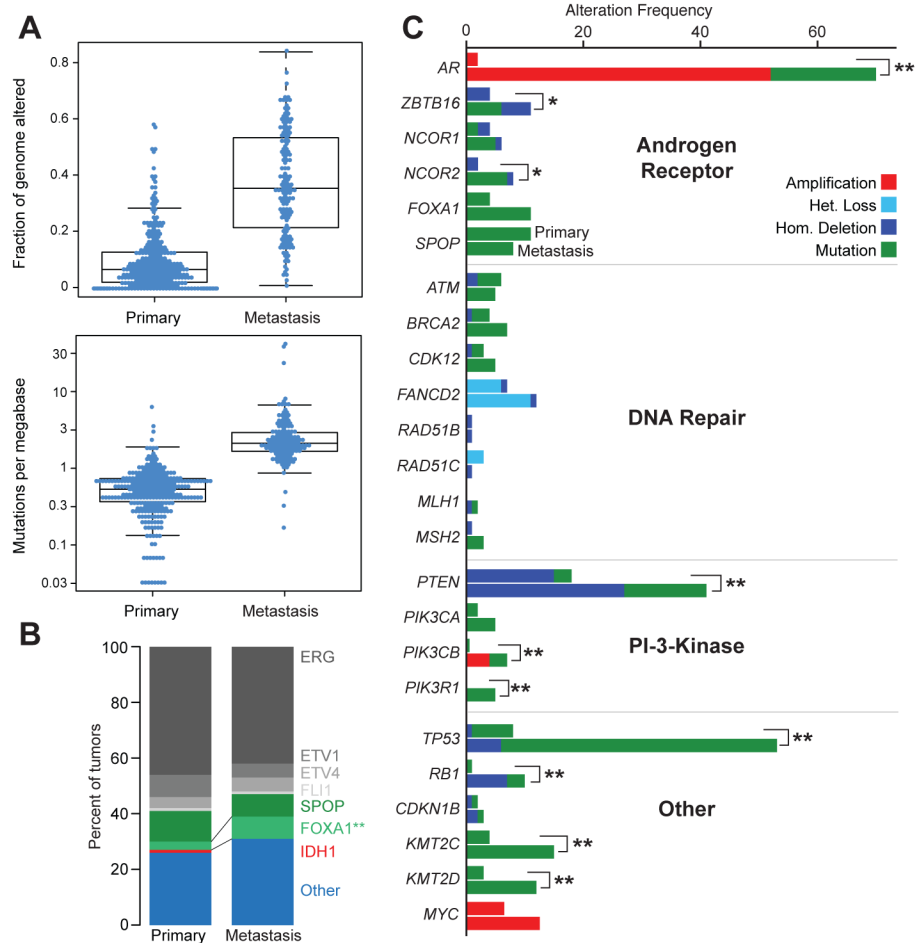 A
Fraction of genome altered
0.8
0.6
0.4
0.2
0
Primary Metastasis
Mutations per megabase
30
10
3
1
0.3
0.1
0.03
Primary Metastasis
B
Percent of tumors
100
80
60
40
20
0
ERG
ETV1
ETV4
FLI1
SPOP
FOXA1**
IDH1
Other
Primary Metastasis
C
Alteration Frequency
0 20 40 60
AR **
ZBTB16 *
NCOR1
NCOR2 *
FOXA1
SPOP
Primary
Metastasis
Androgen
Receptor
Amplification
Het. Loss
Hom. Deletion
Mutation
ATM
BRCA2
CDK12
FANCD2
RAD51B
RAD51C
MLH1
MSH2
DNA Repair
PTEN **
PIK3CA
PIK3CB **
PIK3R1 **
PI-3-Kinase
TP53 **
RB1 **
CDKN1B
KMT2C **
KMT2D **
MYC
Other